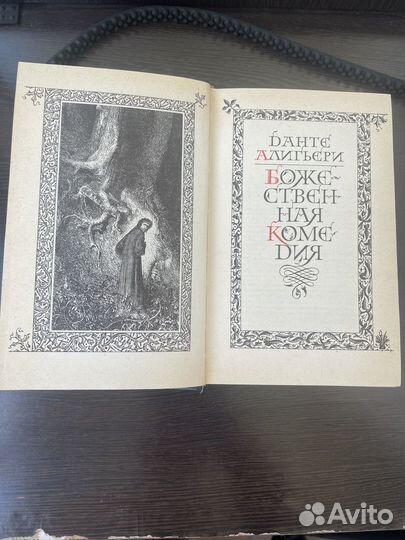 ДАНТЕ
АЛИГЬЕРИ
БОЖЕ-
СТВЕН-
НАЯ
КОМЕ-
ДИЯ
Avito